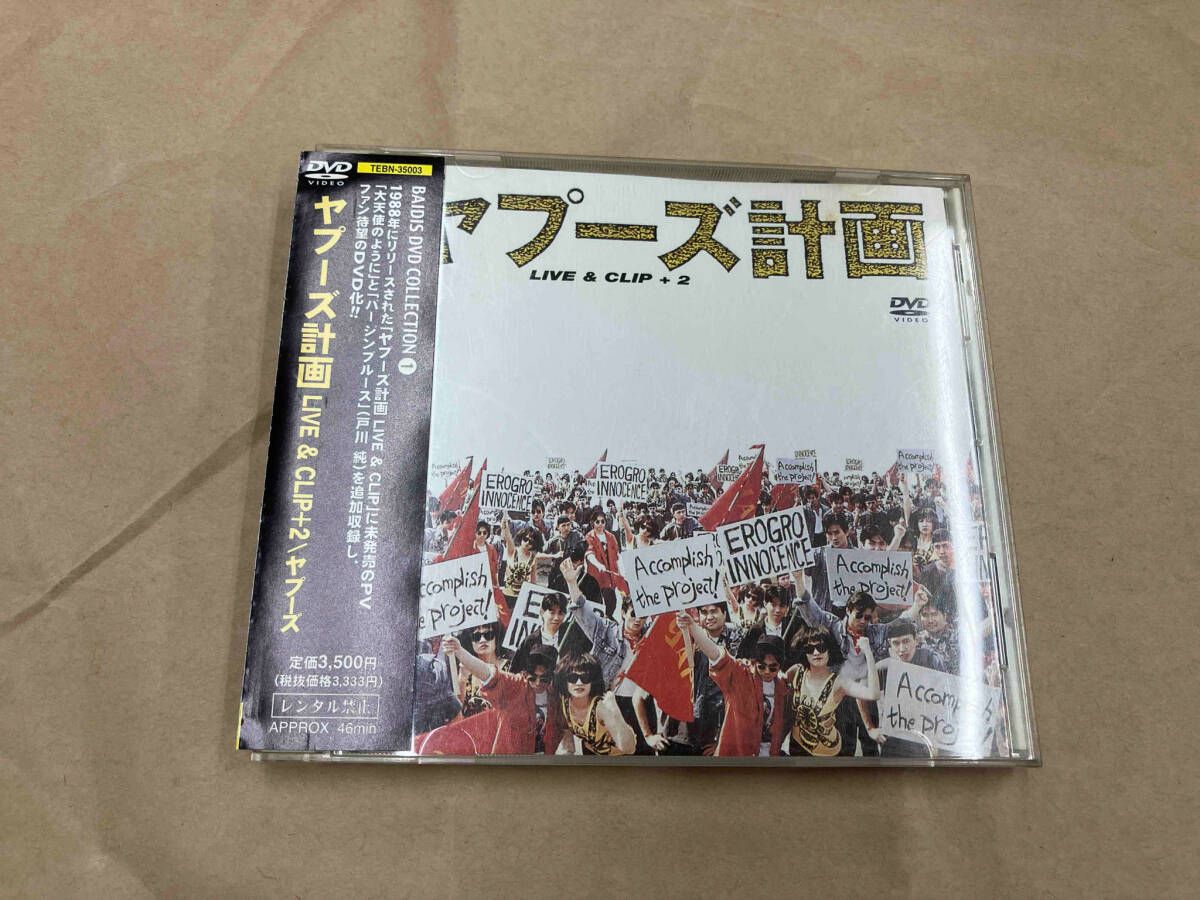 DVD
VIDEO
TEBN-35003
ヤプーズ計画 LIVE & CLIP+2/ヤプーズ
BAIDIS DVD COLLECTION 1
1988年にリリースされた「ヤプーズ計画 LIVE & CLIP」に未発売のPV
「大天使のように」と「バージンブルース」(戸川 純)を追加収録し、
ファン待望のDVD化!!
定価3,500円
(税抜価格3,333円)
レンタル禁止
APPROX 46min
ヤプーズ計画
LIVE & CLIP + 2
DVD
VIDEO
Accomplish
the project!
EROGRO
INNOCENCE
EROGRO
INNOCENCE
Accomplish
the project!
EROGRO
INNOCENCE
Accomplish
the project!
Accomplish
the project!
Accomplish
the project!
Accomplish
the project!